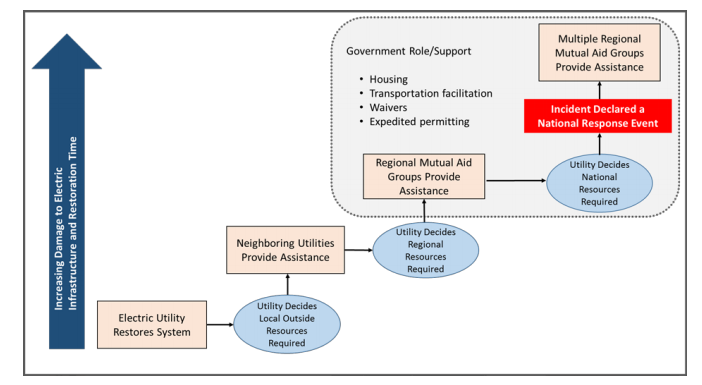 Increasing Damage to Electric
Infrastructure and Restoration Time
Government Role/Support
• Housing
• Transportation facilitation
• Waivers
• Expedited permitting
Multiple Regional
Mutual Aid Groups
Provide Assistance
Incident Declared a
National Response Event
Regional Mutual Aid
Groups Provide
Assistance
Utility Decides
National
Resources
Required
Neighboring Utilities
Provide Assistance
Utility Decides
Regional
Resources
Required
Electric Utility
Restores System
Utility Decides
Local Outside
Resources
Required